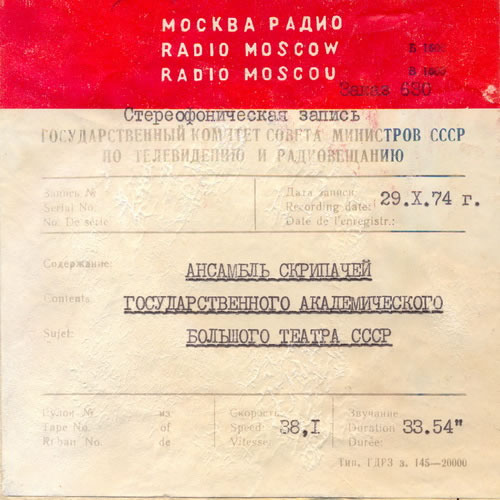 МОСКВА РАДИО
RADIO MOSCOW
RADIO MOSCOU
Заказ 680
Стереофоническая запись
ГОСУДАРСТВЕННЫЙ КОМИТЕТ СОВЕТА МИНИСТРОВ СССР
ПО ТЕЛЕВИДЕНИЮ И РАДИОВЕЩАНИЮ
Запись № Дата записи
Serial No. Recording date: 29.X.74 г.
No. De série Date de l'enregistr.:
Содержание: АНСАМБЛЬ СКРИПАЧЕЙ
Contents: ГОСУДАРСТВЕННОГО АКАДЕМИЧЕСКОГО
Sujet: БОЛЬШОГО ТЕАТРА СССР
Рулон № из Скорость Звучание
Tape No. of Speed 38,I Duration 33.54"
Ruban No. de Vitesse: Durée:
Тип. ГДРЗ з. 145—20000